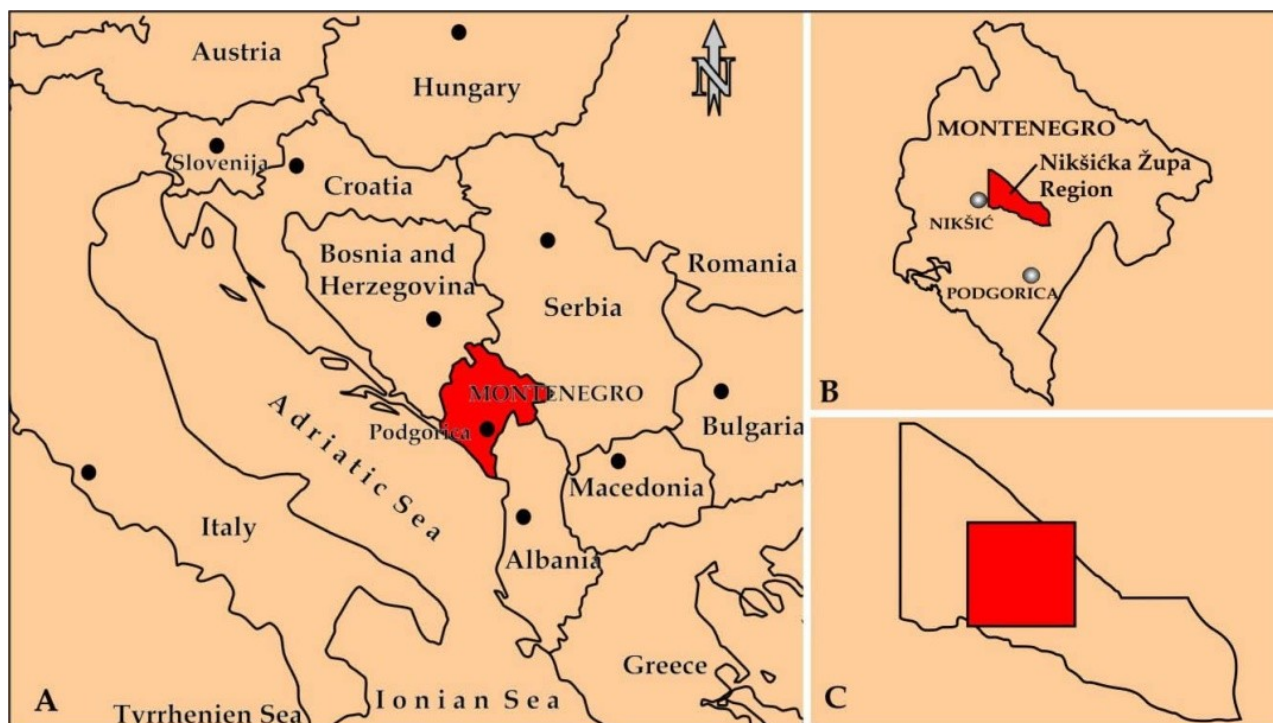 Austria
Hungary
N
Slovenija
Croatia
Bosnia and
Herzegovina
Romania
Serbia
MONTENEGRO
Podgorica
Bulgaria
Adriatic Sea
Macedonia
Italy
Albania
Greece
A
Ionian Sea
Tyrrhenien Sea
MONTENEGRO
Nikšićka Župa
Region
NIKŠIĆ
PODGORICA
B
C